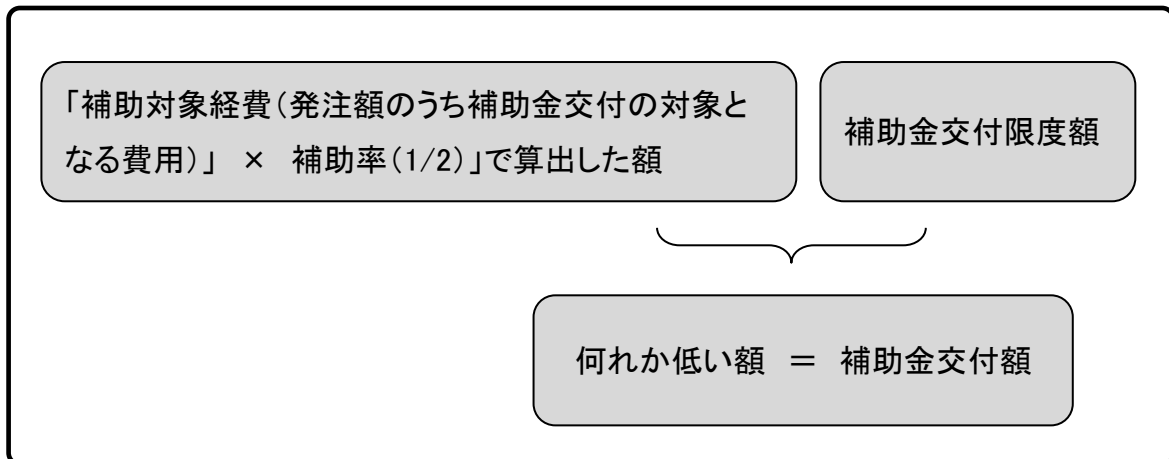 「補助対象経費(発注額のうち補助金交付の対象と
なる費用)」 × 補助率(1/2)」で算出した額
補助金交付限度額
何れか低い額 = 補助金交付額